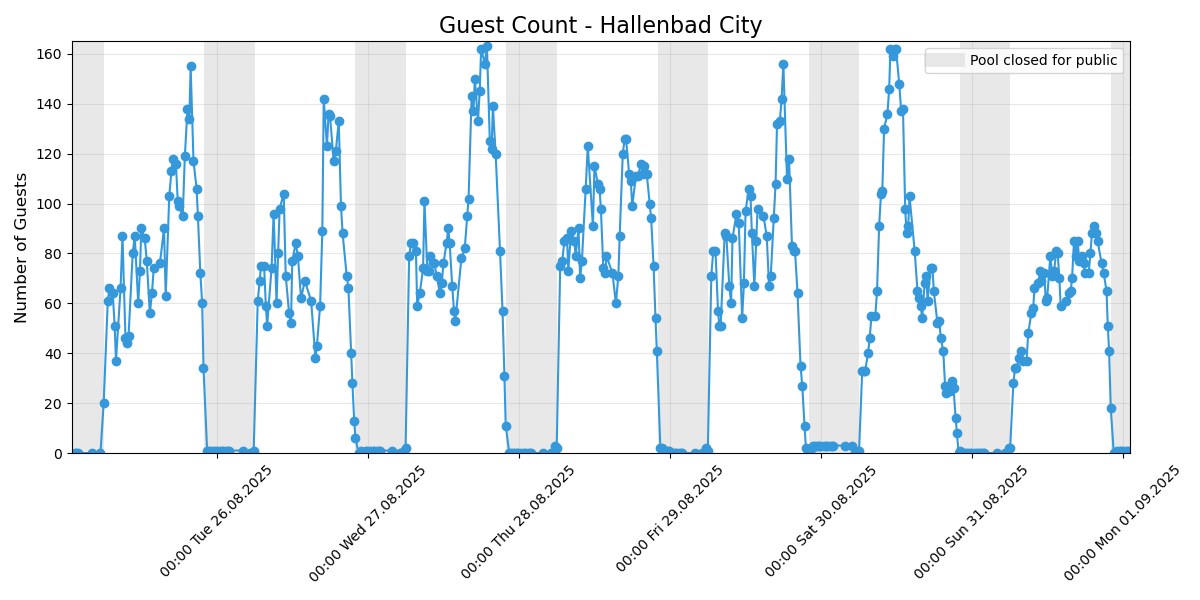 Guest Count - Hallenbad City
Pool closed for public
Number of Guests
160
140
120
100
80
60
40
20
0
00:00 Tue 26.08.2025
00:00 Wed 27.08.2025
00:00 Thu 28.08.2025
00:00 Fri 29.08.2025
00:00 Sat 30.08.2025
00:00 Sun 31.08.2025
00:00 Mon 01.09.2025